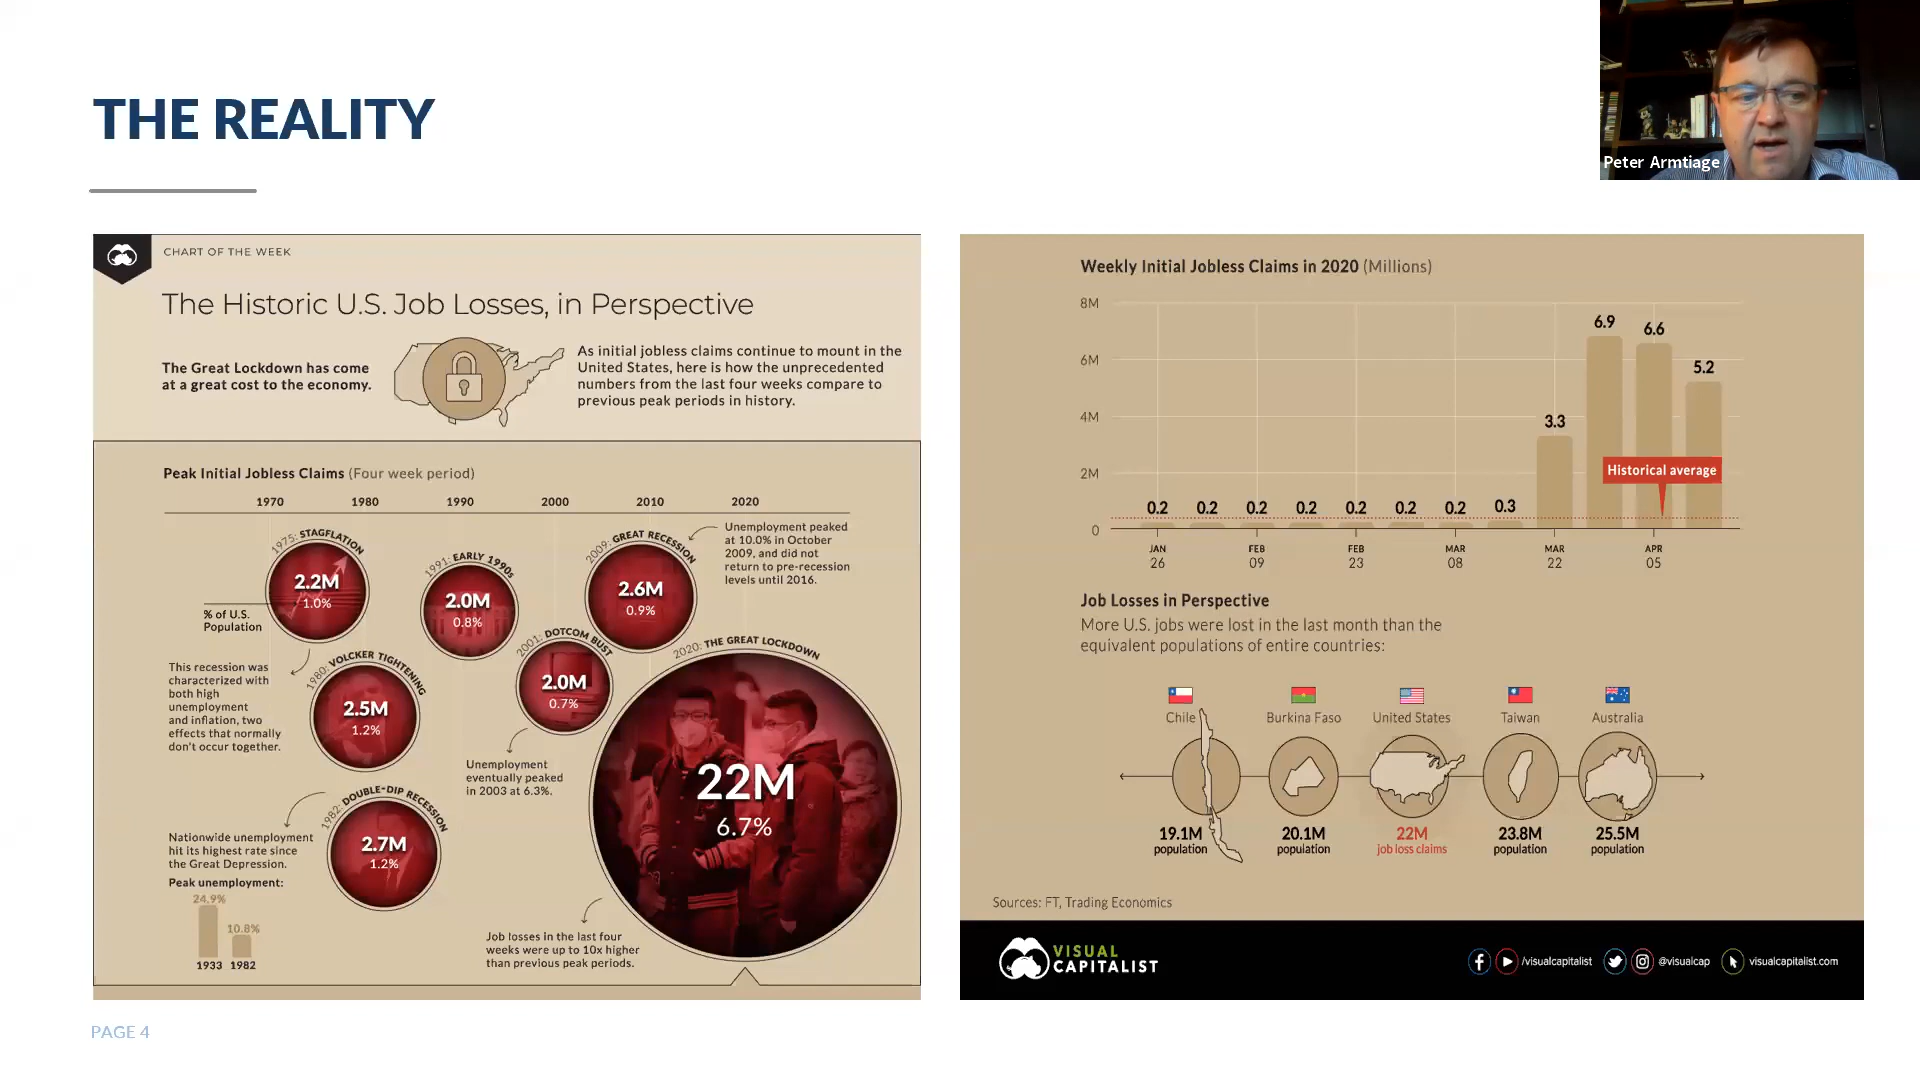 THE REALITY
Peter Armtiage
CHART OF THE WEEK
The Historic U.S. Job Losses, in Perspective
The Great Lockdown has come
at a great cost to the economy.
As initial jobless claims continue to mount in the
United States, here is how the unprecedented
numbers from the last four weeks compare to
previous peak periods in history.
Peak Initial Jobless Claims (Four week period)
1970 1980 1990 2000 2010 2020
1975: STAGFLATION
2.2M
1.0%
% of U.S.
Population
This recession was
characterized with
both high
unemployment
and inflation, two
effects that normally
don't occur together.
1980: VOLCKER TIGHTENING
2.5M
1.2%
1982: DOUBLE-DIP RECESSION
2.7M
1.2%
Nationwide unemployment
hit its highest rate since
the Great Depression.
Peak unemployment:
24.9%
10.8%
1933 1982
1991: EARLY 1990s
2.0M
0.8%
2001: DOTCOM BUST
2.0M
0.7%
Unemployment
eventually peaked
in 2003 at 6.3%.
2009: GREAT RECESSION
2.6M
0.9%
Unemployment peaked
at 10.0% in October
2009, and did not
return to pre-recession
levels until 2016.
2020: THE GREAT LOCKDOWN
22M
6.7%
Job losses in the last four
weeks were up to 10x higher
than previous peak periods.
Weekly Initial Jobless Claims in 2020 (Millions)
8M
6M
4M
2M
0
0.2 0.2 0.2 0.2 0.2 0.2 0.2 0.3 3.3 6.9 6.6 5.2
Historical average
JAN FEB FEB MAR MAR APR
26 09 23 08 22 05
Job Losses in Perspective
More U.S. jobs were lost in the last month than the
equivalent populations of entire countries:
Chile Burkina Faso United States Taiwan Australia
19.1M 20.1M 22M 23.8M 25.5M
population population job loss claims population population
Sources: FT, Trading Economics
VISUAL
CAPITALIST
/visualcapitalist @visualcap visualcapitalist.com
PAGE 4